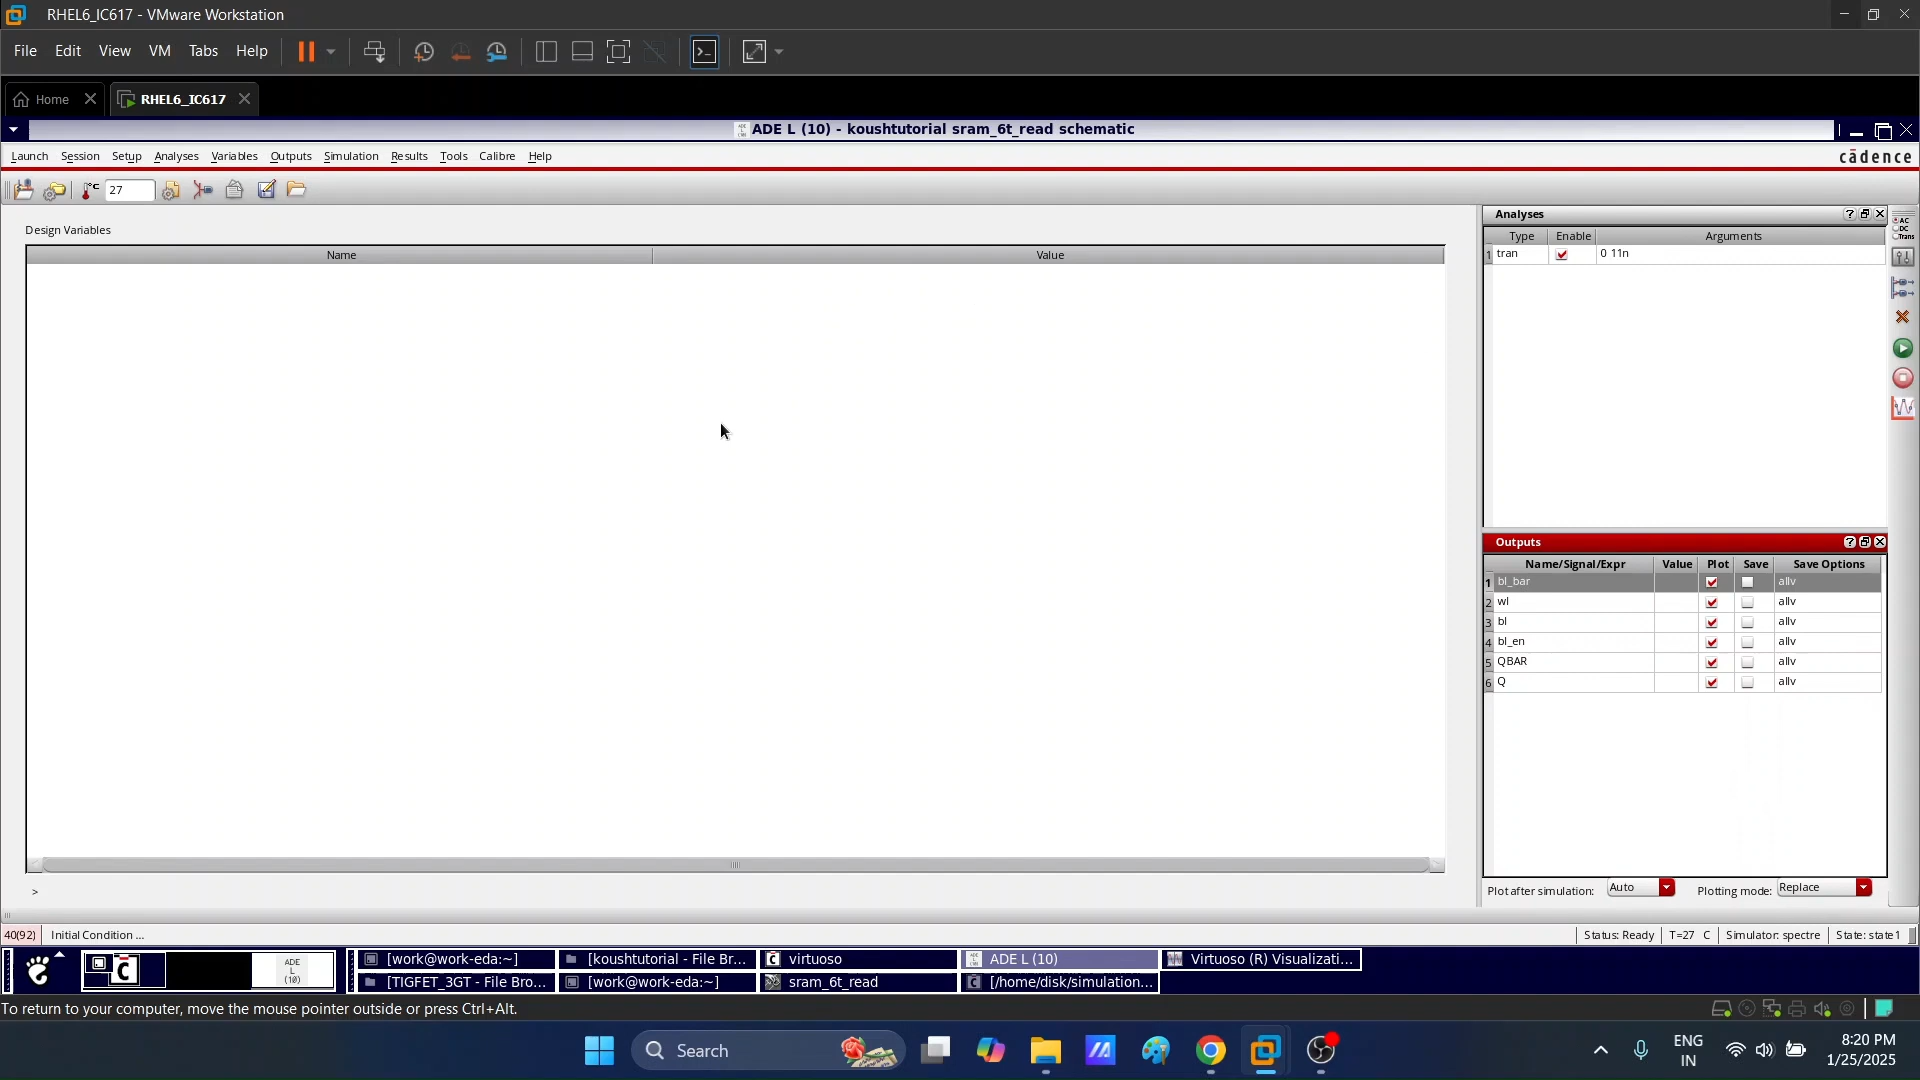 RHEL6_IC617 - VMware Workstation
File Edit View VM Tabs Help
Home RHEL6_IC617
ADE L (10) - koushtutorial sram_6t_read schematic
Launch Session Setup Analyses Variables Outputs Simulation Results Tools Calibre Help
cādence
°C 27
Design Variables
Name Value
Analyses
Type Enable Arguments
1 tran 0 11n
AC
DC
Trans
Outputs
Name/Signal/Expr Value Plot Save Save Options
1 bl_bar allv
2 wl allv
3 bl allv
4 bl_en allv
5 QBAR allv
6 Q allv
Plot after simulation: Auto Plotting mode: Replace
>
40(92) Initial Condition ... Status: Ready T=27 C Simulator: spectre State: state1
ADE
L
(10)
[work@work-eda:~] [koushtutorial - File Br... virtuoso ADE L (10) Virtuoso (R) Visualizati...
[TIGFET_3GT - File Bro... [work@work-eda:~] sram_6t_read [/home/disk/simulation...
To return to your computer, move the mouse pointer outside or press Ctrl+Alt.
Search
ENG
IN
8:20 PM
1/25/2025